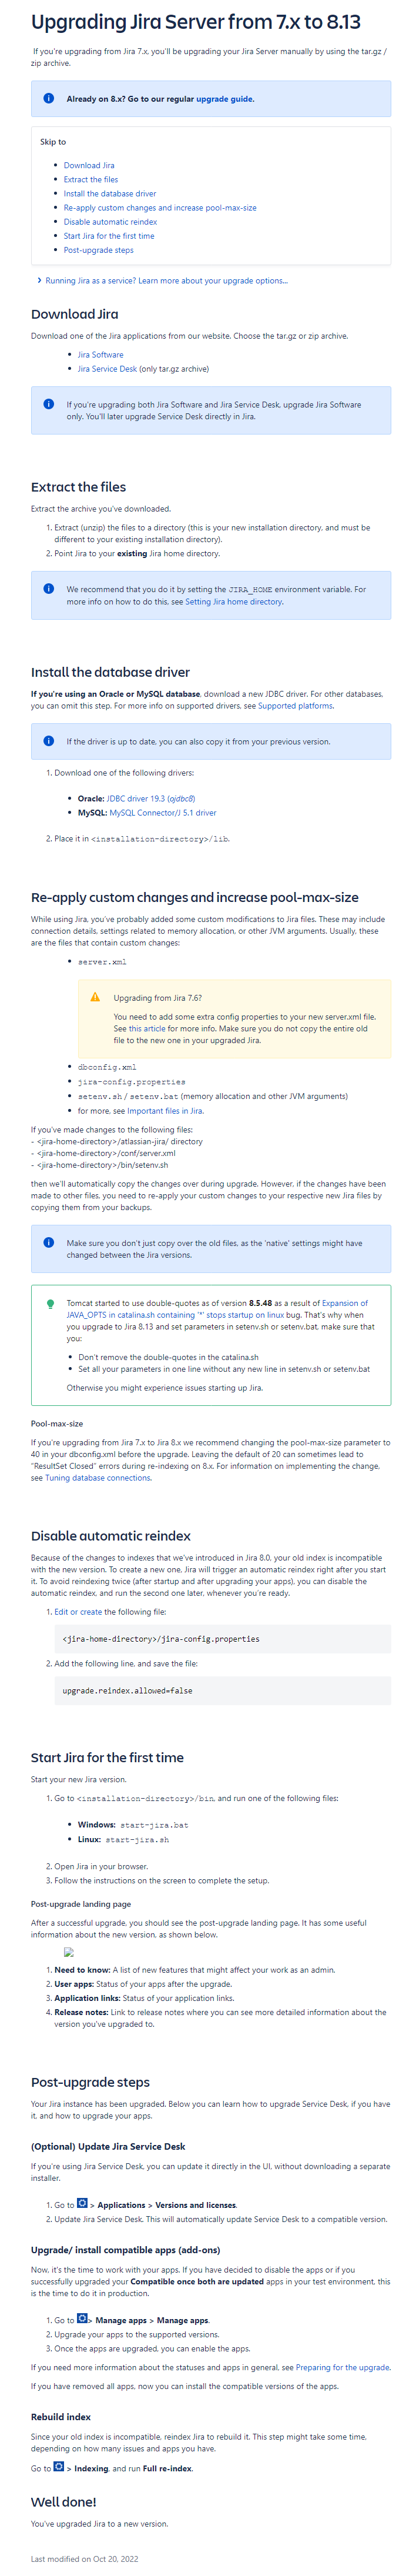 Upgrading Jira Server from 7.x to 8.13
If you're upgrading from Jira 7.x, you'll be upgrading your Jira Server manually by using the tar.gz /
zip archive.
Already on 8.x? Go to our regular upgrade guide.
Skip to
• Download Jira
• Extract the files
• Install the database driver
• Re-apply custom changes and increase pool-max-size
• Disable automatic reindex
• Start Jira for the first time
• Post-upgrade steps
› Running Jira as a service? Learn more about your upgrade options...
Download Jira
Download one of the Jira applications from our website. Choose the tar.gz or zip archive.
• Jira Software
• Jira Service Desk (only tar.gz archive)
If you're upgrading both Jira Software and Jira Service Desk, upgrade Jira Software
only. You'll later upgrade Service Desk directly in Jira.
Extract the files
Extract the archive you've downloaded.
1. Extract (unzip) the files to a directory (this is your new installation directory, and must be
different to your existing installation directory).
2. Point Jira to your existing Jira home directory.
We recommend that you do it by setting the JIRA_HOME environment variable. For
more info on how to do this, see Setting Jira home directory.
Install the database driver
If you're using an Oracle or MySQL database, download a new JDBC driver. For other databases,
you can omit this step. For more info on supported drivers, see Supported platforms.
If the driver is up to date, you can also copy it from your previous version.
1. Download one of the following drivers:
• Oracle: JDBC driver 19.3 (ojdbc8)
• MySQL: MySQL Connector/J 5.1 driver
2. Place it in <installation-directory>/lib.
Re-apply custom changes and increase pool-max-size
While using Jira, you've probably added some custom modifications to Jira files. These may include
connection details, settings related to memory allocation, or other JVM arguments. Usually, these
are the files that contain custom changes:
• server.xml
Upgrading from Jira 7.6?
You need to add some extra config properties to your new server.xml file.
See this article for more info. Make sure you do not copy the entire old
file to the new one in your upgraded Jira.
• dbconfig.xml
• jira-config.properties
• setenv.sh / setenv.bat (memory allocation and other JVM arguments)
• for more, see Important files in Jira.
If you've made changes to the following files:
- <jira-home-directory>/atlassian-jira/ directory
- <jira-home-directory>/conf/server.xml
- <jira-home-directory>/bin/setenv.sh
then we'll automatically copy the changes over during upgrade. However, if the changes have been
made to other files, you need to re-apply your custom changes to your respective new Jira files by
copying them from your backups.
Make sure you don't just copy over the old files, as the 'native' settings might have
changed between the Jira versions.
Tomcat started to use double-quotes as of version 8.5.48 as a result of Expansion of
JAVA_OPTS in catalina.sh containing '*' stops startup on linux bug. That's why when
you upgrade to Jira 8.13 and set parameters in setenv.sh or setenv.bat, make sure that
you:
• Don't remove the double-quotes in the catalina.sh
• Set all your parameters in one line without any new line in setenv.sh or setenv.bat
Otherwise you might experience issues starting up Jira.
Pool-max-size
If you're upgrading from Jira 7.x to Jira 8.x we recommend changing the pool-max-size parameter to
40 in your dbconfig.xml before the upgrade. Leaving the default of 20 can sometimes lead to
"ResultSet Closed" errors during re-indexing on 8.x. For information on implementing the change,
see Tuning database connections.
Disable automatic reindex
Because of the changes to indexes that we've introduced in Jira 8.0, your old index is incompatible
with the new version. To create a new one, Jira will trigger an automatic reindex right after you start
it. To avoid reindexing twice (after startup and after upgrading your apps), you can disable the
automatic reindex, and run the second one later, whenever you're ready.
1. Edit or create the following file:
<jira-home-directory>/jira-config.properties
2. Add the following line, and save the file:
upgrade.reindex.allowed=false
Start Jira for the first time
Start your new Jira version.
1. Go to <installation-directory>/bin, and run one of the following files:
• Windows: start-jira.bat
• Linux: start-jira.sh
2. Open Jira in your browser.
3. Follow the instructions on the screen to complete the setup.
Post-upgrade landing page
After a successful upgrade, you should see the post-upgrade landing page. It has some useful
information about the new version, as shown below.
1. Need to know: A list of new features that might affect your work as an admin.
2. User apps: Status of your apps after the upgrade.
3. Application links: Status of your application links.
4. Release notes: Link to release notes where you can see more detailed information about the
version you've upgraded to.
Post-upgrade steps
Your Jira instance has been upgraded. Below you can learn how to upgrade Service Desk, if you have
it, and how to upgrade your apps.
(Optional) Update Jira Service Desk
If you're using Jira Service Desk, you can update it directly in the UI, without downloading a separate
installer.
1. Go to > Applications > Versions and licenses.
2. Update Jira Service Desk. This will automatically update Service Desk to a compatible version.
Upgrade/ install compatible apps (add-ons)
Now, it's the time to work with your apps. If you have decided to disable the apps or if you
successfully upgraded your Compatible once both are updated apps in your test environment, this
is the time to do it in production.
1. Go to > Manage apps > Manage apps.
2. Upgrade your apps to the supported versions.
3. Once the apps are upgraded, you can enable the apps.
If you need more information about the statuses and apps in general, see Preparing for the upgrade.
If you have removed all apps, now you can install the compatible versions of the apps.
Rebuild index
Since your old index is incompatible, reindex Jira to rebuild it. This step might take some time,
depending on how many issues and apps you have.
Go to > Indexing, and run Full re-index.
Well done!
You've upgraded Jira to a new version.
Last modified on Oct 20, 2022